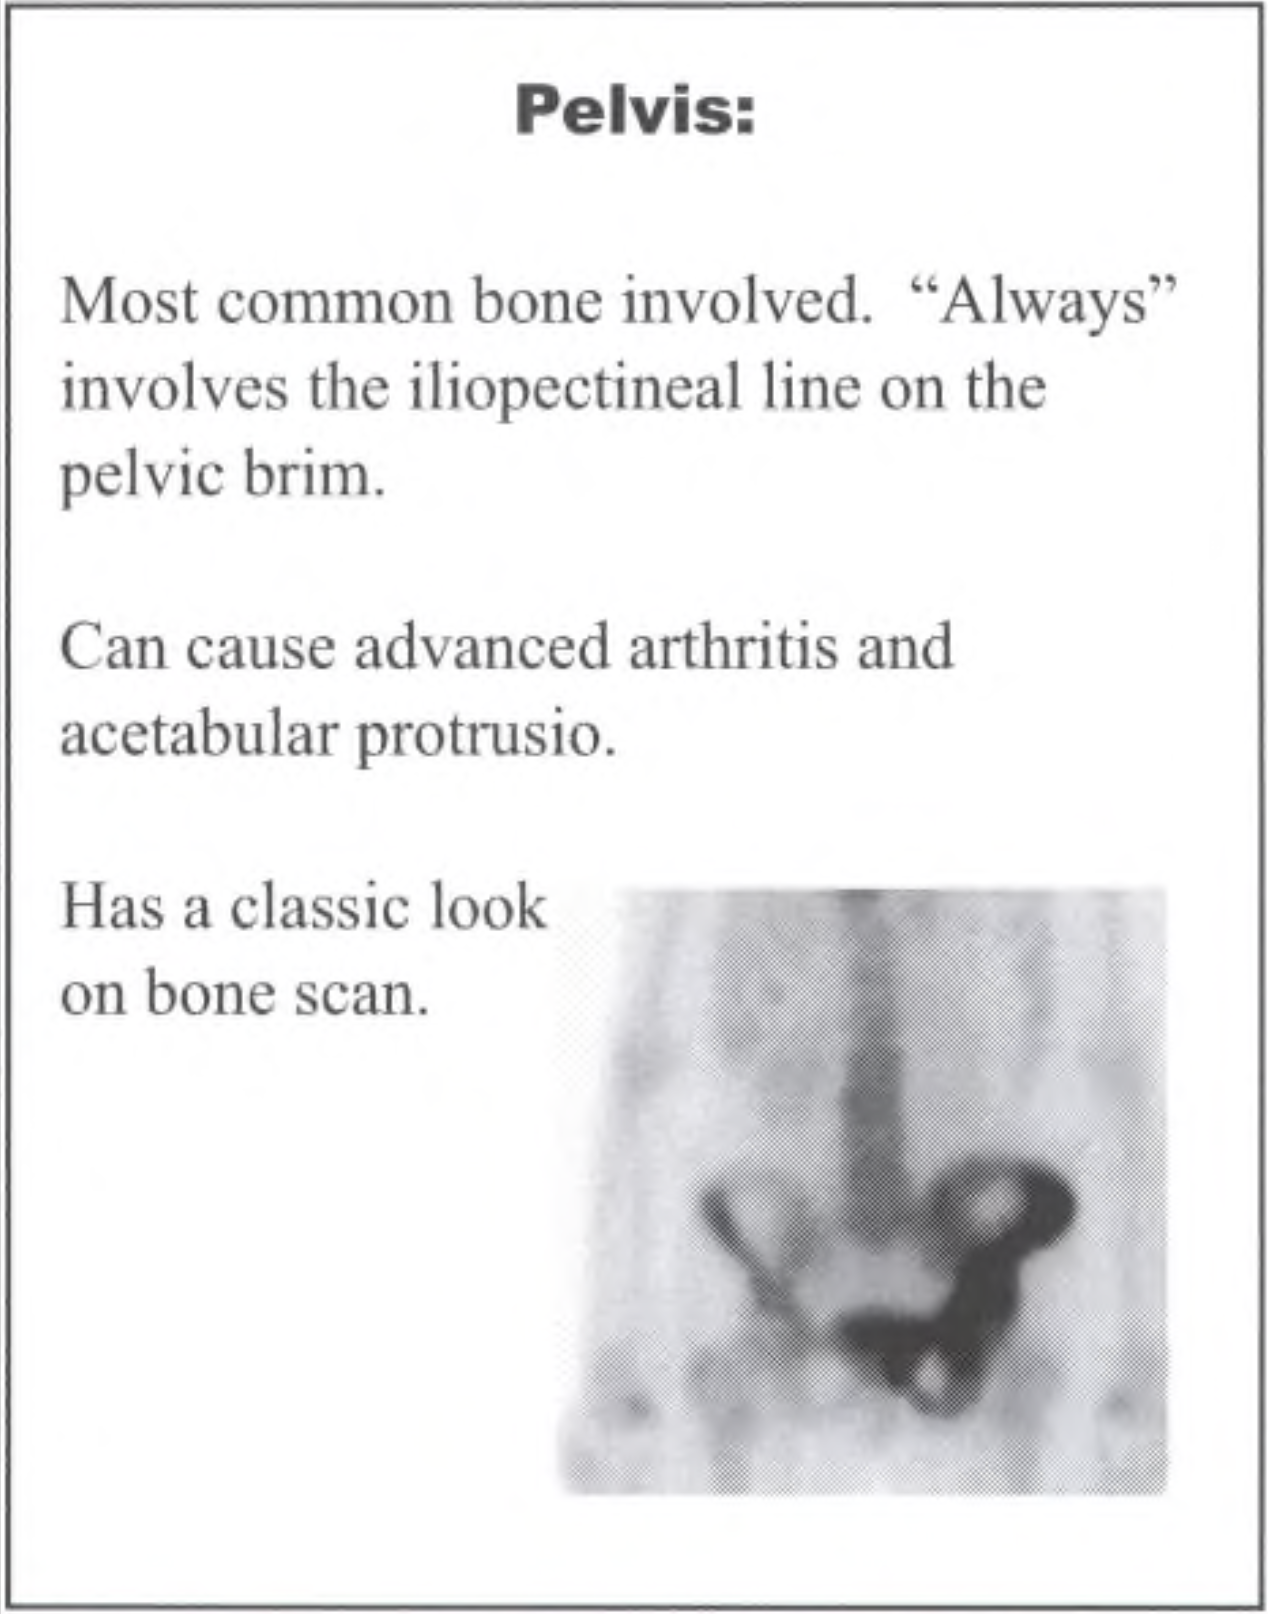 Pelvis:
Most common bone involved. “Always”
involves the iliopectineal line on the
pelvic brim.
Can cause advanced arthritis and
acetabular protrusio.
Has a classic look
on bone scan.